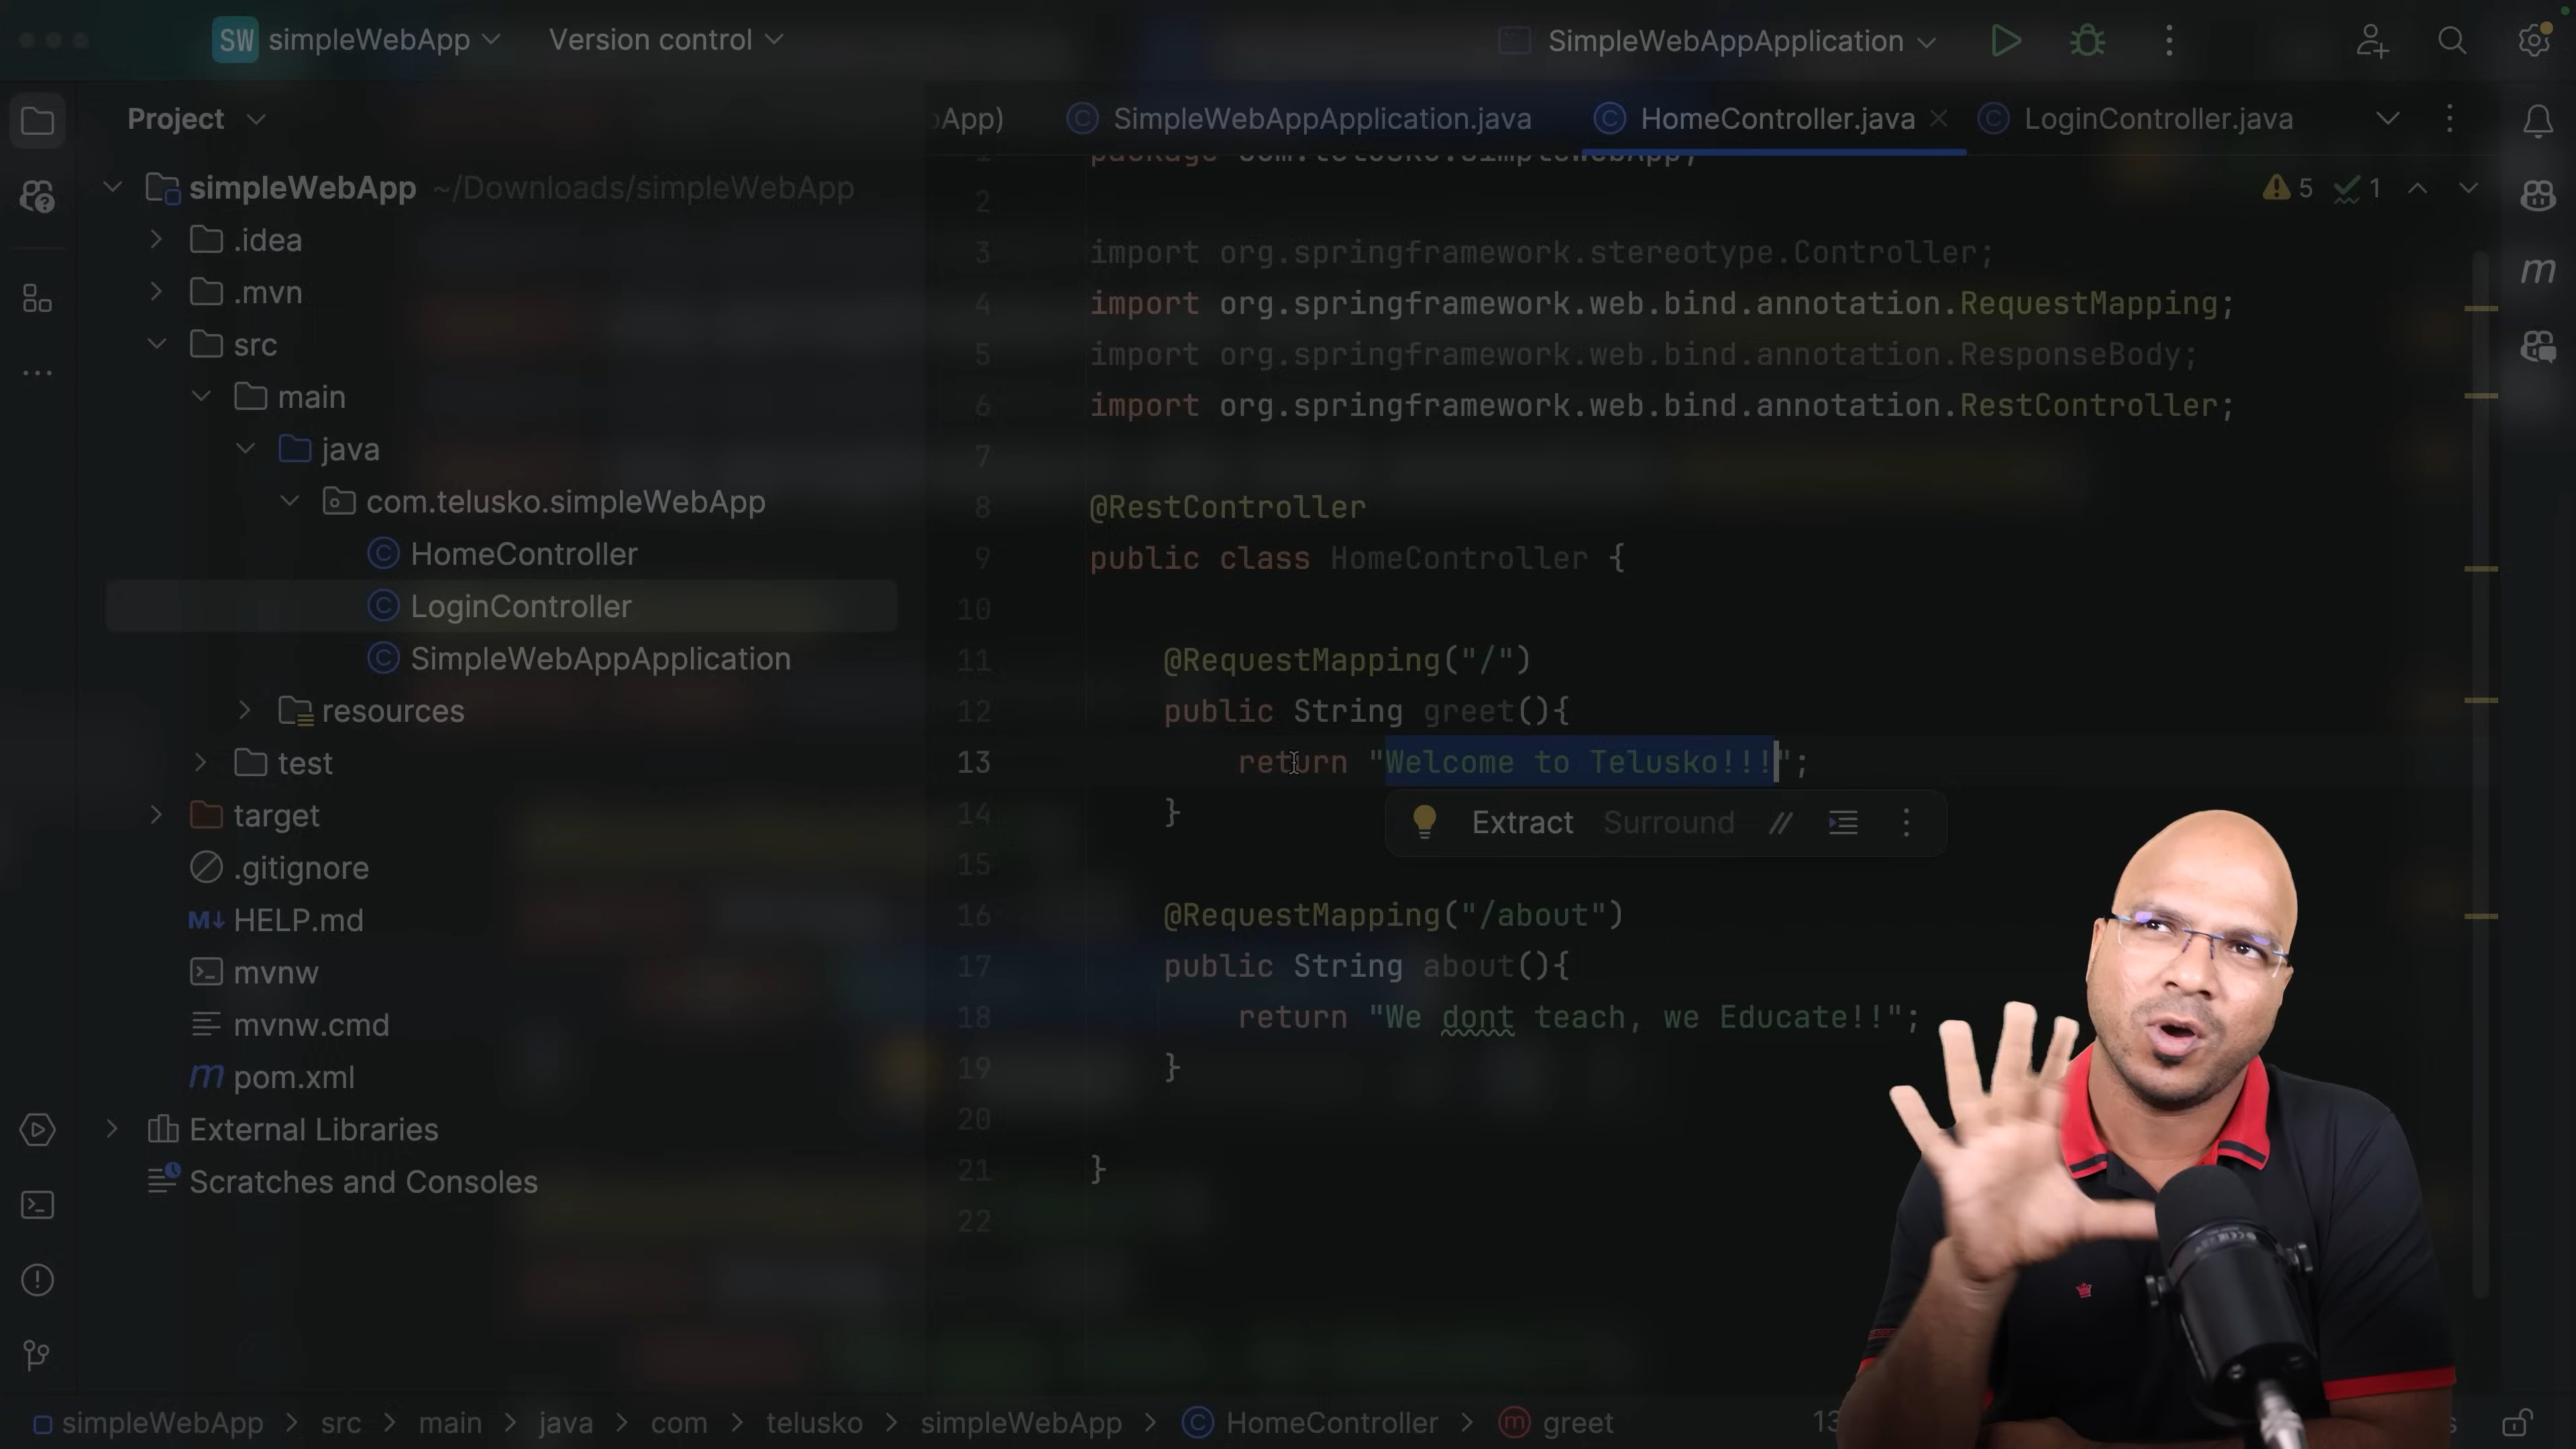 SW simpleWebApp Version control SimpleWebAppApplication
Project
App) SimpleWebAppApplication.java HomeController.java LoginController.java
simpleWebApp ~/Downloads/simpleWebApp
.idea
.mvn
src
main
java
com.telusko.simpleWebApp
HomeController
LoginController
SimpleWebAppApplication
resources
test
target
.gitignore
HELP.md
mvnw
mvnw.cmd
pom.xml
External Libraries
Scratches and Consoles
5 1
1 package com.telusko.simpleWebApp;
2
3 import org.springframework.stereotype.Controller;
4 import org.springframework.web.bind.annotation.RequestMapping;
5 import org.springframework.web.bind.annotation.ResponseBody;
6 import org.springframework.web.bind.annotation.RestController;
7
8 @RestController
9 public class HomeController {
10
11 @RequestMapping("/")
12 public String greet(){
13 return "Welcome to Telusko!!!";
14 }
Extract Surround //
15
16 @RequestMapping("/about")
17 public String about(){
18 return "We dont teach, we Educate!!";
19 }
20
21 }
22
simpleWebApp > src > main > java > com > telusko > simpleWebApp > HomeController > greet 13